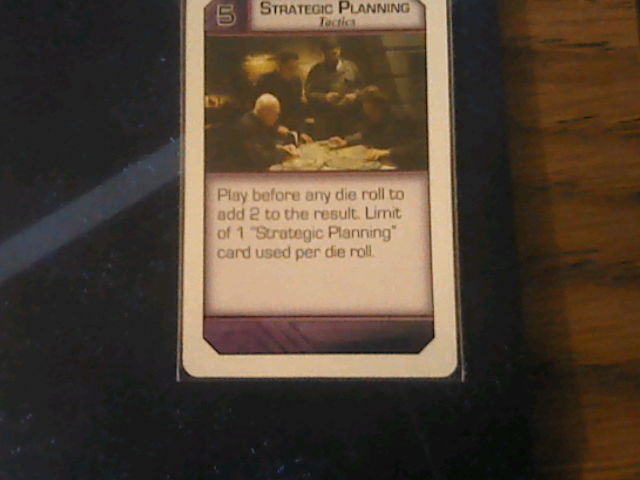 5
STRATEGIC PLANNING
Tactics
Play before any die roll to
add 2 to the result. Limit
of 1 "Strategic Planning"
card used per die roll.